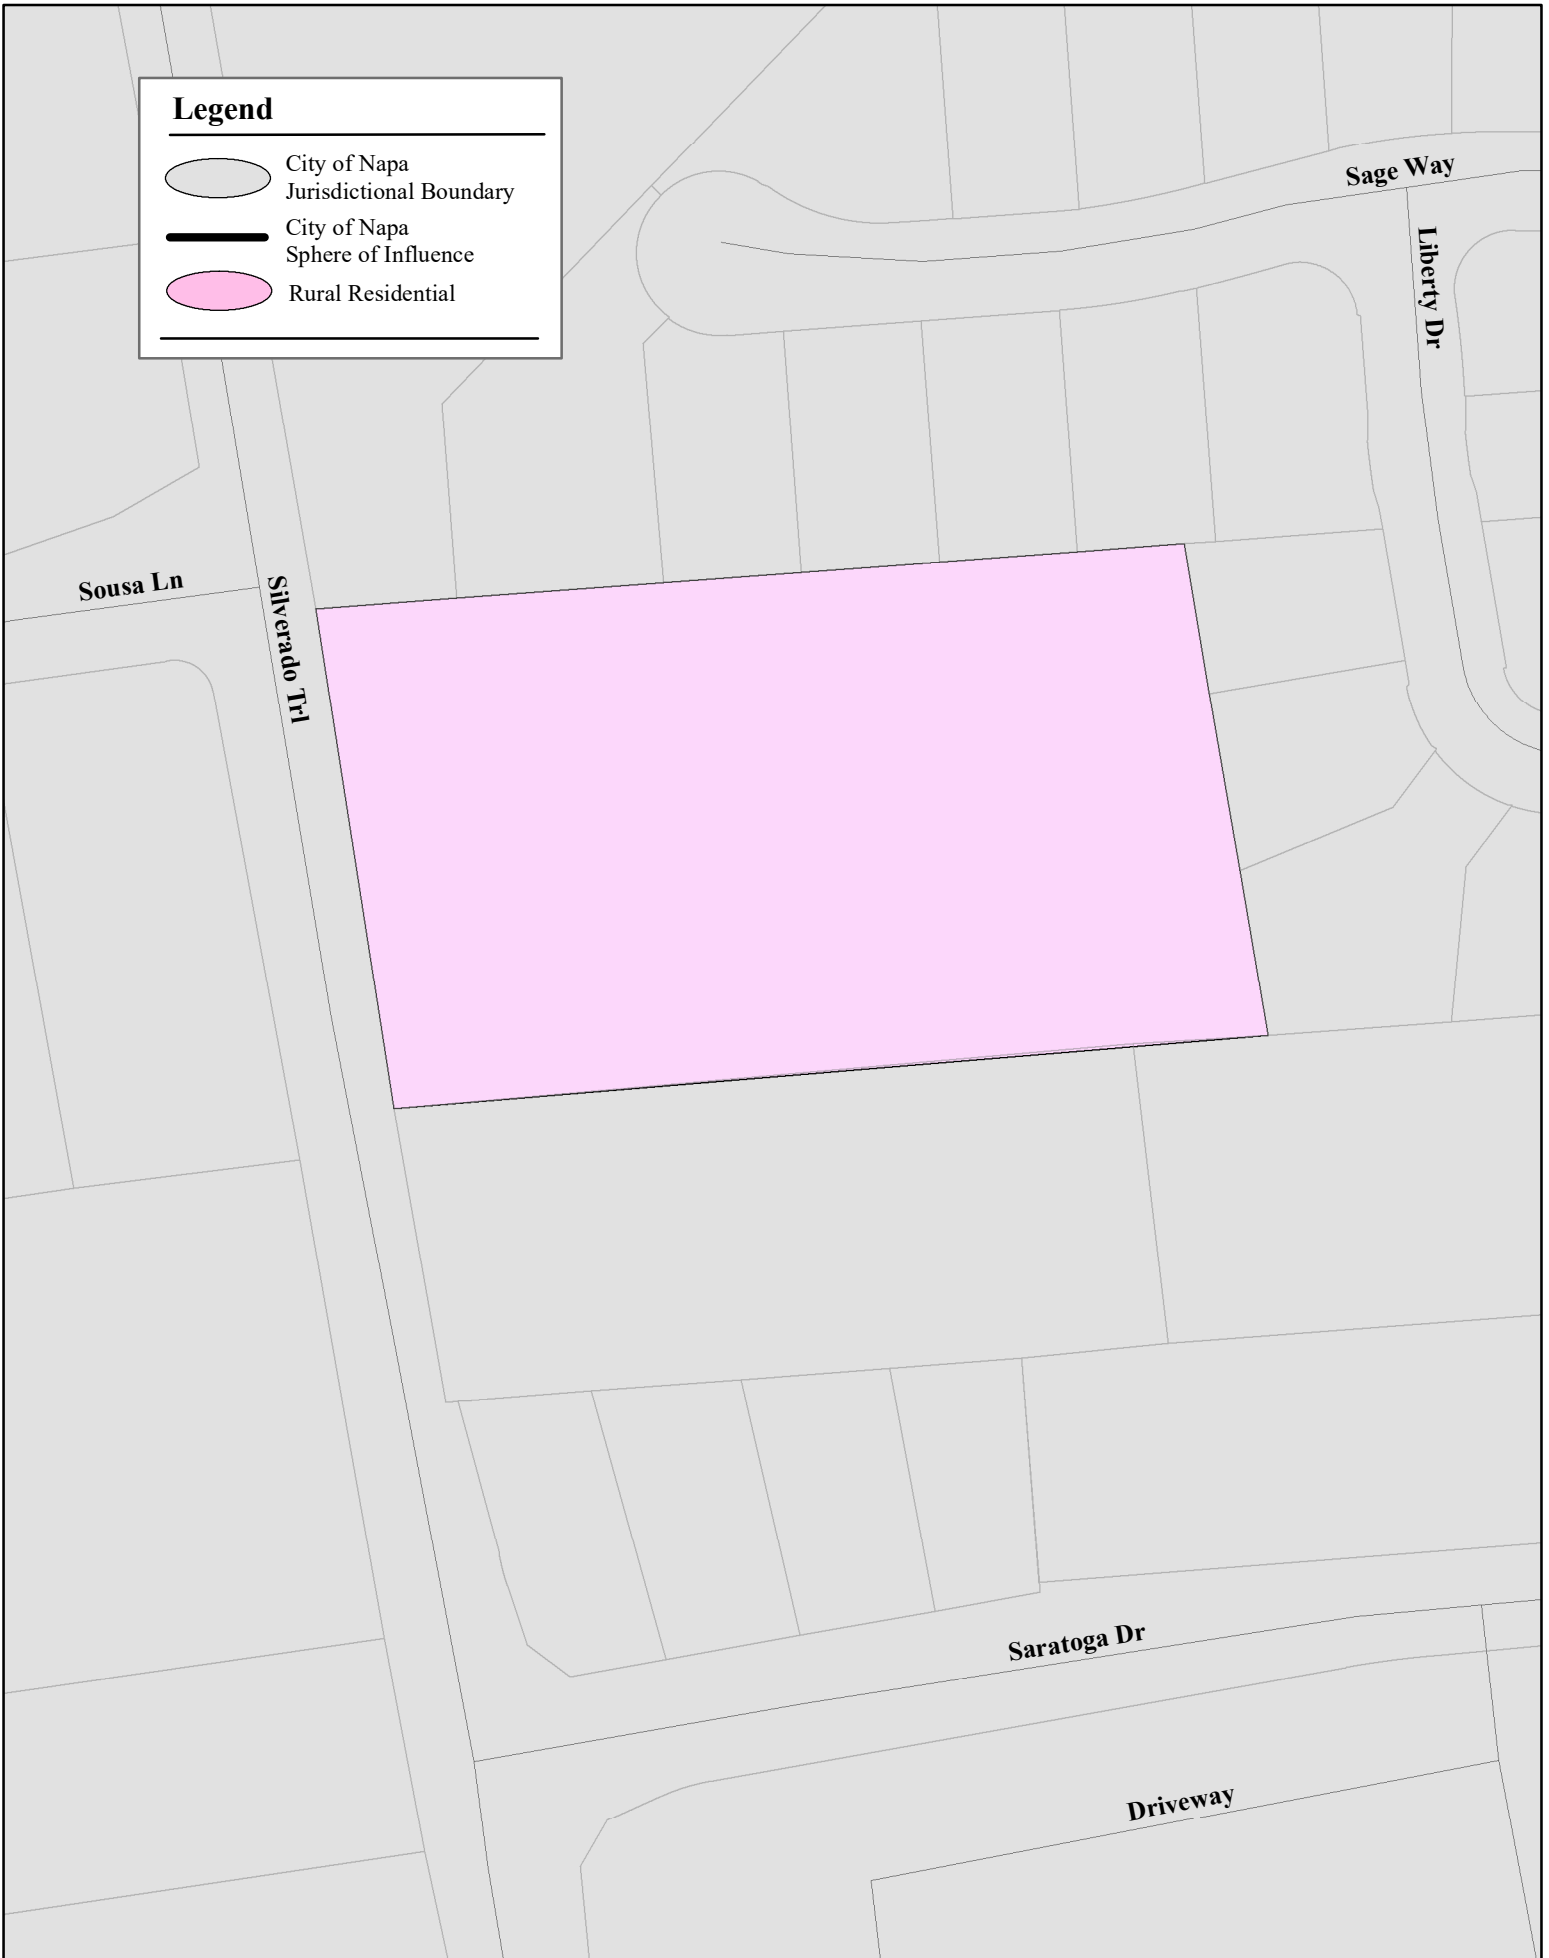 Legend
City of Napa
Jurisdictional Boundary
City of Napa
Sphere of Influence
Rural Residential
Sage Way
Liberty Dr
Sousa Ln
Silverado Trl
Saratoga Dr
Driveway